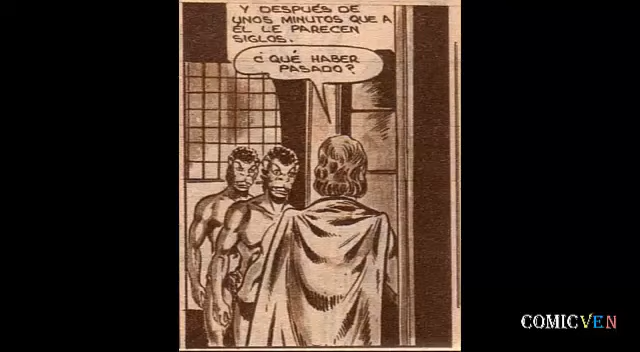 Y DESPUÉS DE
UNOS MINUTOS QUE A
ÉL LE PARECEN
SIGLOS.
¿QUÉ HABER
PASADO?
COMICVEN